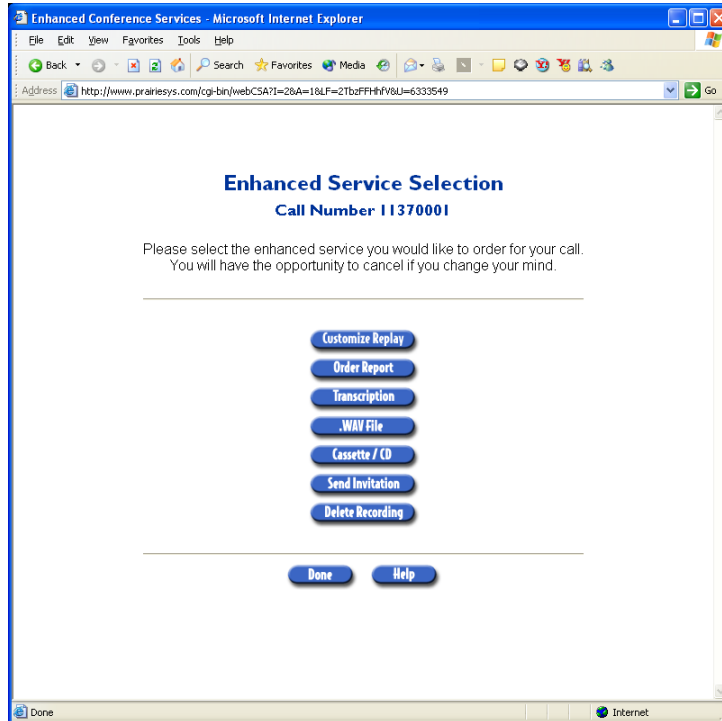 Enhanced Conference Services - Microsoft Internet Explorer
File Edit View Favorites Tools Help
Back Search Favorites Media
Address http://www.prairiesys.com/cgi-bin/webCSA?I=2&A=1&LF=2TbzFFHhfV&U=6333549 Go
Enhanced Service Selection
Call Number 11370001
Please select the enhanced service you would like to order for your call.
You will have the opportunity to cancel if you change your mind.
Customize Replay
Order Report
Transcription
.WAV File
Cassette / CD
Send Invitation
Delete Recording
Done Help
Done Internet